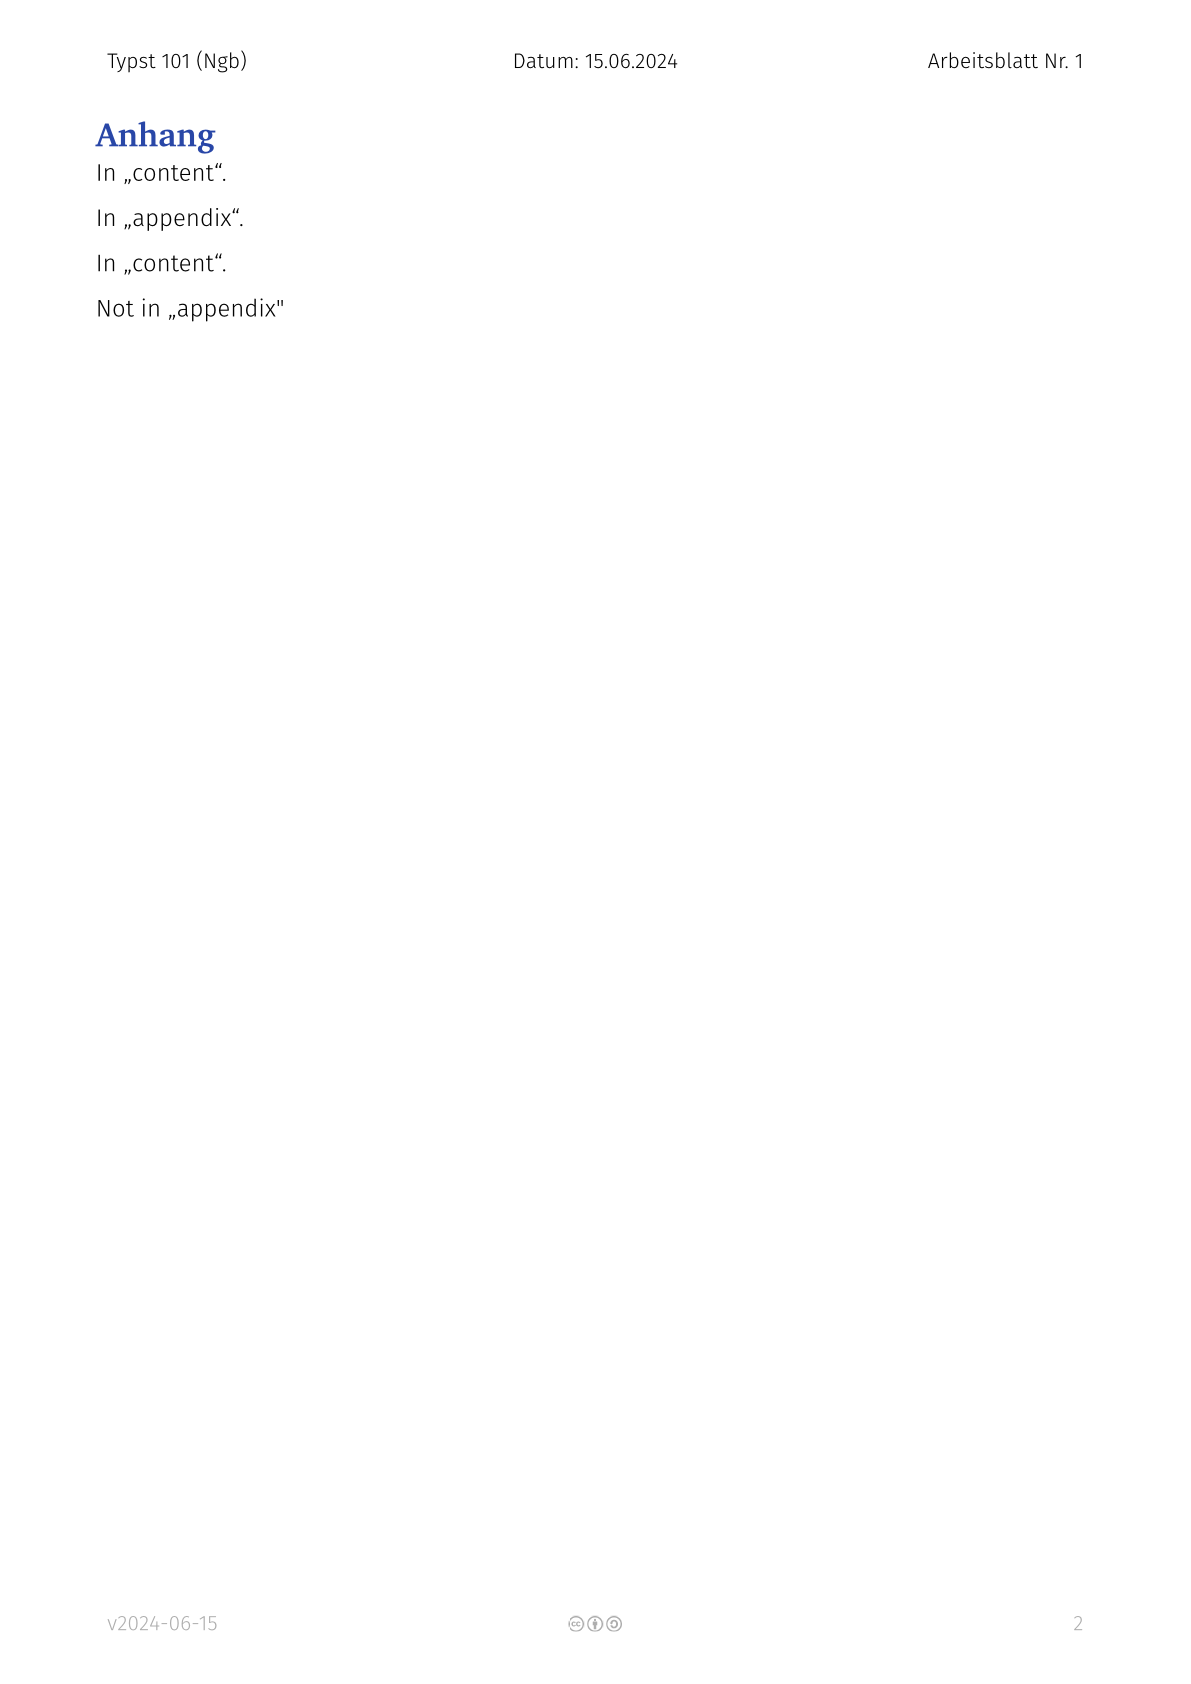 Typst 101 (Ngb) Datum: 15.06.2024 Arbeitsblatt Nr. 1
Anhang
In „content“.
In „appendix“.
In „content“.
Not in „appendix"
v2024-06-15 2